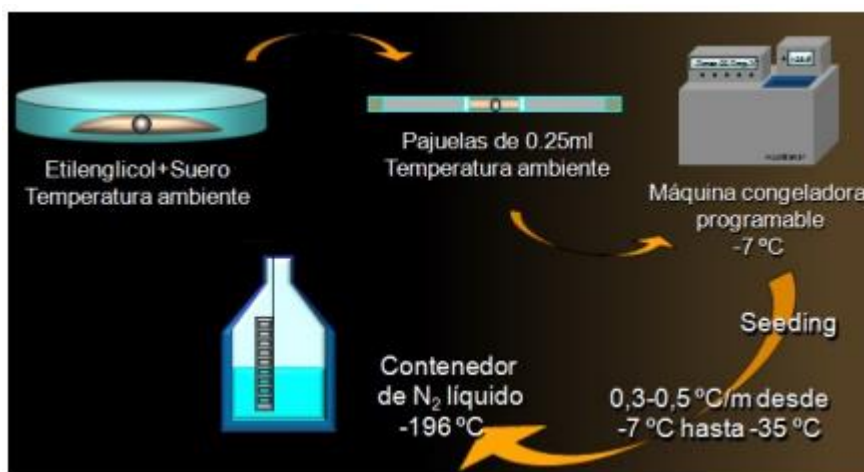 Etilenglicol+Suero
Temperatura ambiente
Pajuelas de 0.25ml
Temperatura ambiente
Máquina congeladora
programable
-7 ºC
Seeding
0,3-0,5 ºC/m desde
-7 ºC hasta -35 ºC
Contenedor
de N₂ líquido
-196 ºC